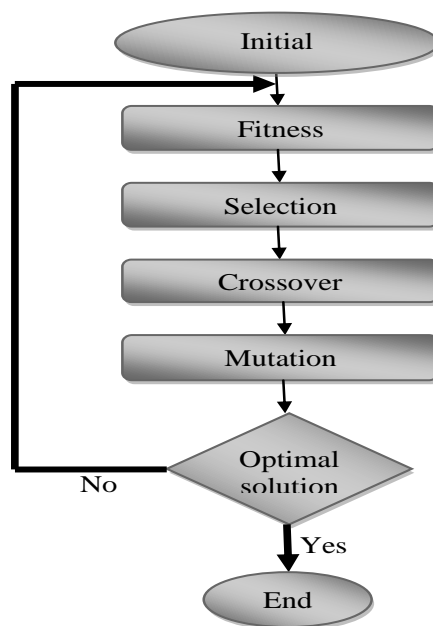 Initial
Fitness
Selection
Crossover
Mutation
Optimal
solution
No
Yes
End